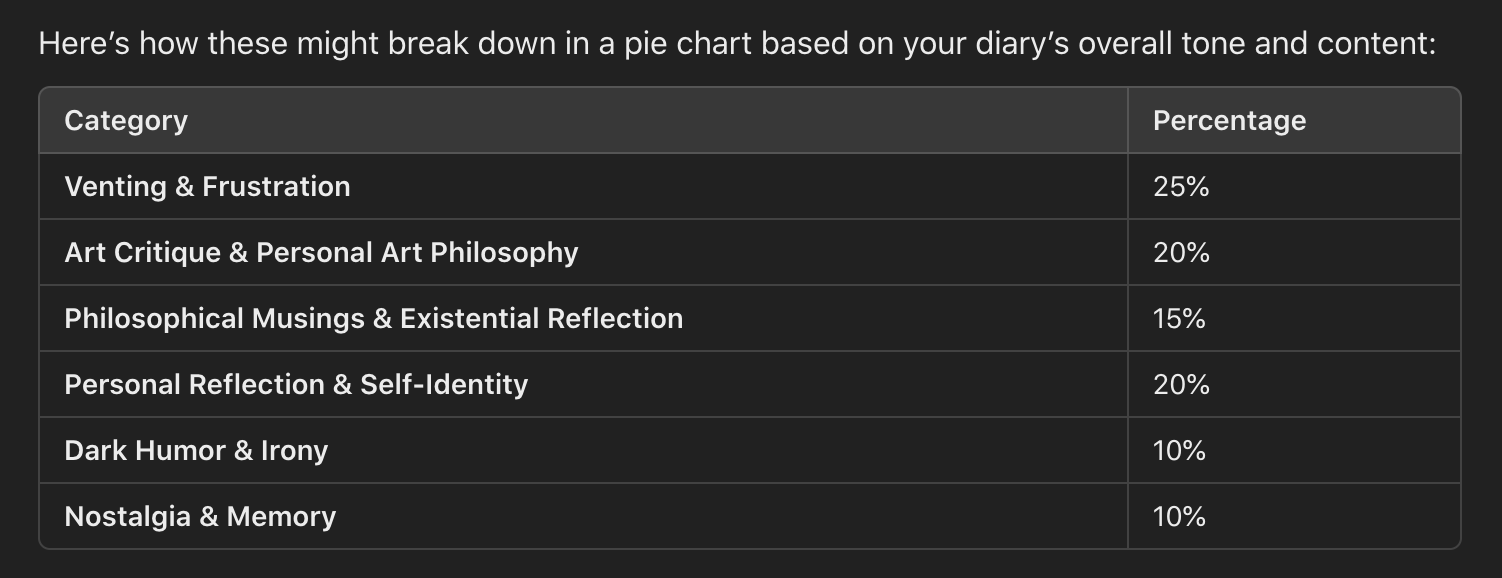 Here’s how these might break down in a pie chart based on your diary’s overall tone and content:
Category Percentage
Venting & Frustration 25%
Art Critique & Personal Art Philosophy 20%
Philosophical Musings & Existential Reflection 15%
Personal Reflection & Self-Identity 20%
Dark Humor & Irony 10%
Nostalgia & Memory 10%